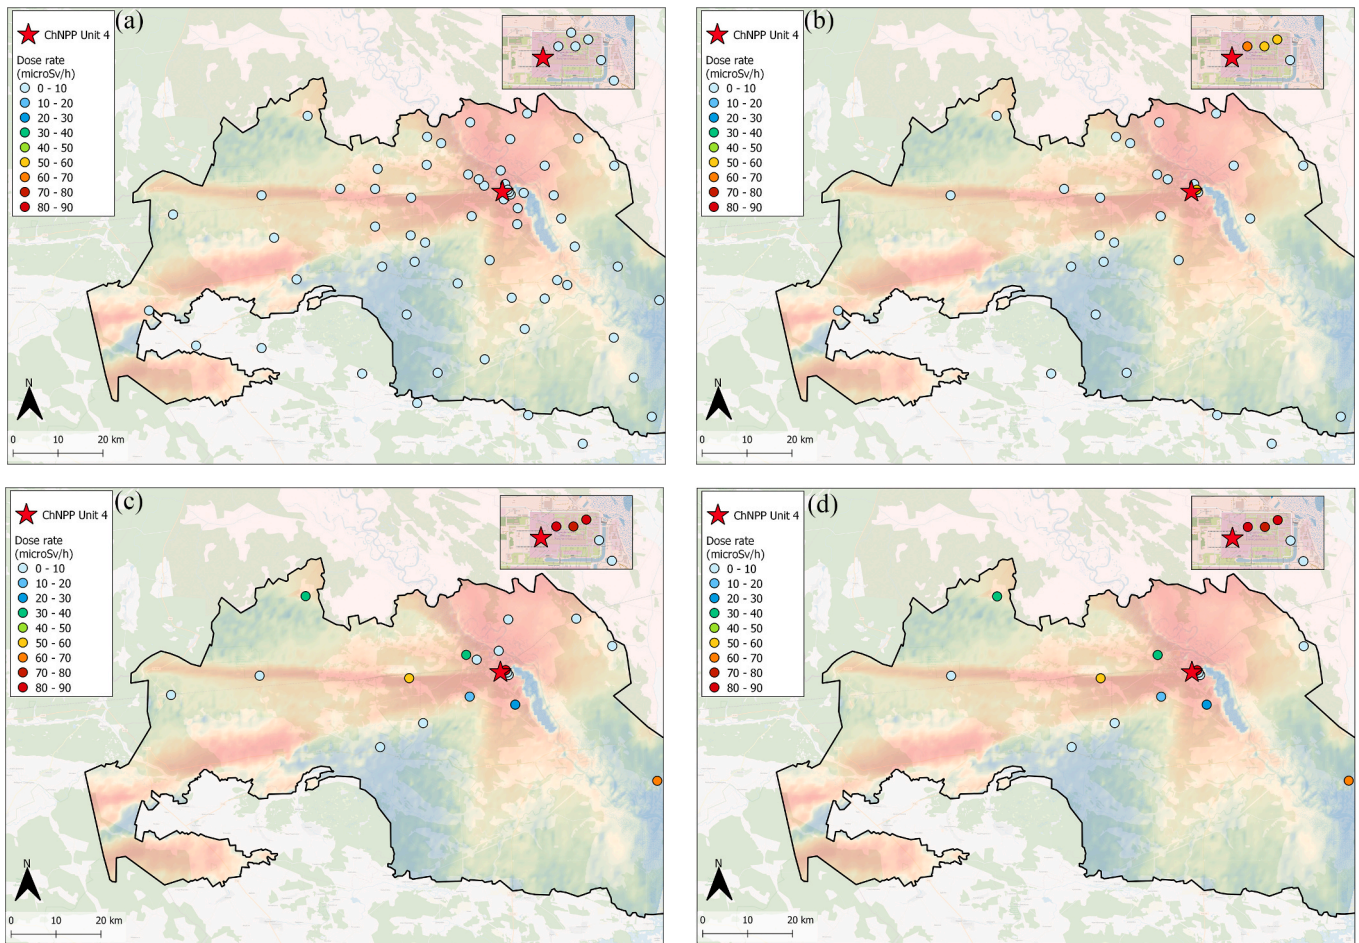 (a)
ChNPP Unit 4
Dose rate
(microSv/h)
0 - 10
10 - 20
20 - 30
30 - 40
40 - 50
50 - 60
60 - 70
70 - 80
80 - 90
N
0 10 20 km
(b)
ChNPP Unit 4
Dose rate
(microSv/h)
0 - 10
10 - 20
20 - 30
30 - 40
40 - 50
50 - 60
60 - 70
70 - 80
80 - 90
N
0 10 20 km
(c)
ChNPP Unit 4
Dose rate
(microSv/h)
0 - 10
10 - 20
20 - 30
30 - 40
40 - 50
50 - 60
60 - 70
70 - 80
80 - 90
N
0 10 20 km
(d)
ChNPP Unit 4
Dose rate
(microSv/h)
0 - 10
10 - 20
20 - 30
30 - 40
40 - 50
50 - 60
60 - 70
70 - 80
80 - 90
N
0 10 20 km